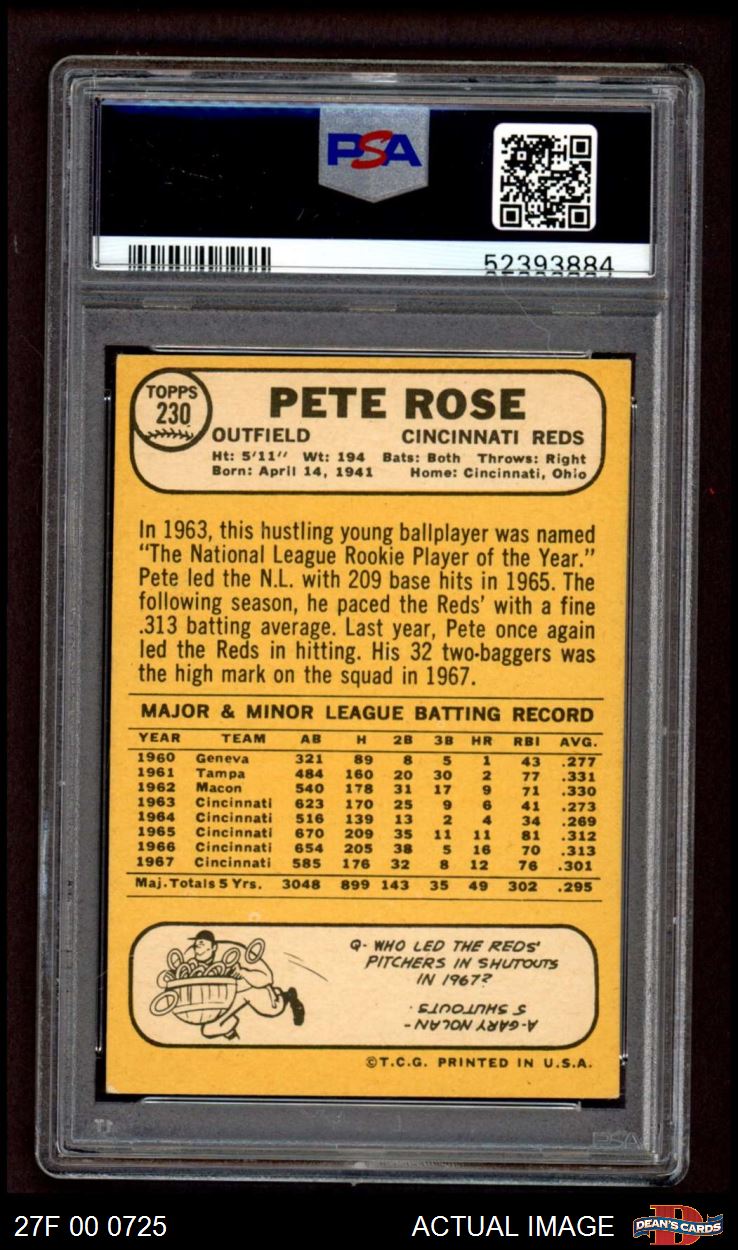 PSA
52393884
TOPPS
230
PETE ROSE
OUTFIELD CINCINNATI REDS
Ht: 5'11" Wt: 194 Bats: Both Throws: Right
Born: April 14, 1941 Home: Cincinnati, Ohio
In 1963, this hustling young ballplayer was named
"The National League Rookie Player of the Year."
Pete led the N.L. with 209 base hits in 1965. The
following season, he paced the Reds' with a fine
.313 batting average. Last year, Pete once again
led the Reds in hitting. His 32 two-baggers was
the high mark on the squad in 1967.
MAJOR & MINOR LEAGUE BATTING RECORD
YEAR TEAM AB H 2B 3B HR RBI AVG.
1960 Geneva 321 89 8 5 1 43 .277
1961 Tampa 484 160 20 30 2 77 .331
1962 Macon 540 178 31 17 9 71 .330
1963 Cincinnati 623 170 25 9 6 41 .273
1964 Cincinnati 516 139 13 2 4 34 .269
1965 Cincinnati 670 209 35 11 11 81 .312
1966 Cincinnati 654 205 38 5 16 70 .313
1967 Cincinnati 585 176 32 8 12 76 .301
Maj. Totals 5 Yrs. 3048 899 143 35 49 302 .295
Q- WHO LED THE REDS'
PITCHERS IN SHUTOUTS
IN 1967?
A-GARY NOLAN -
5 SHUTOUTS .
©T.C.G. PRINTED IN U.S.A.
PSA
27F 00 0725 ACTUAL IMAGE
DEAN'S CARDS